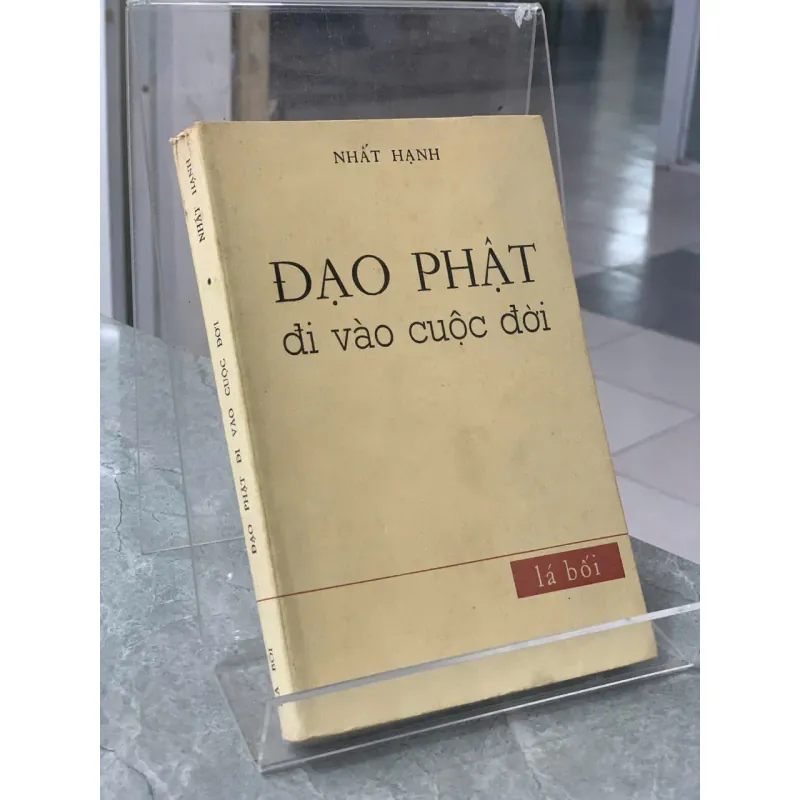 NHẤT HẠNH
ĐẠO PHẬT
đi vào cuộc đời
lá bối
NHẤT HẠNH • ĐẠO PHẬT ĐI VÀO CUỘC ĐỜI